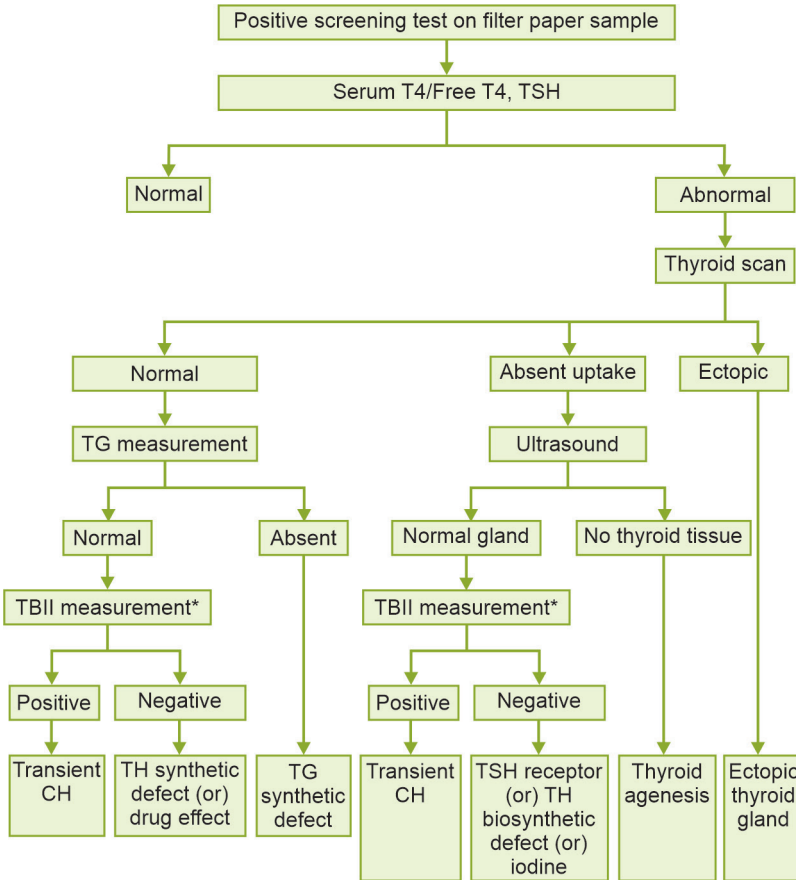 Positive screening test on filter paper sample
Serum T4/Free T4, TSH
Normal
Abnormal
Thyroid scan
Normal
Absent uptake
Ectopic
TG measurement
Ultrasound
Normal
Absent
Normal gland
No thyroid tissue
TBII measurement*
TBII measurement*
Positive
Negative
Positive
Negative
Transient
CH
TH synthetic
defect (or)
drug effect
TG
synthetic
defect
Transient
CH
TSH receptor
(or) TH
biosynthetic
defect (or)
iodine
Thyroid
agenesis
Ectopic
thyroid
gland